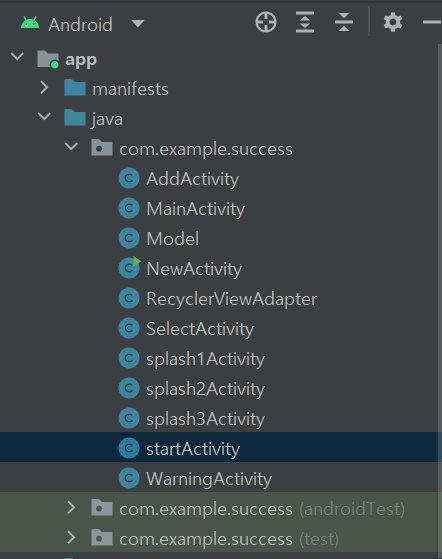 Android
app
manifests
java
com.example.success
C AddActivity
C MainActivity
C Model
C NewActivity
C RecyclerViewAdapter
C SelectActivity
C splash1Activity
C splash2Activity
C splash3Activity
C startActivity
C WarningActivity
com.example.success (androidTest)
com.example.success (test)